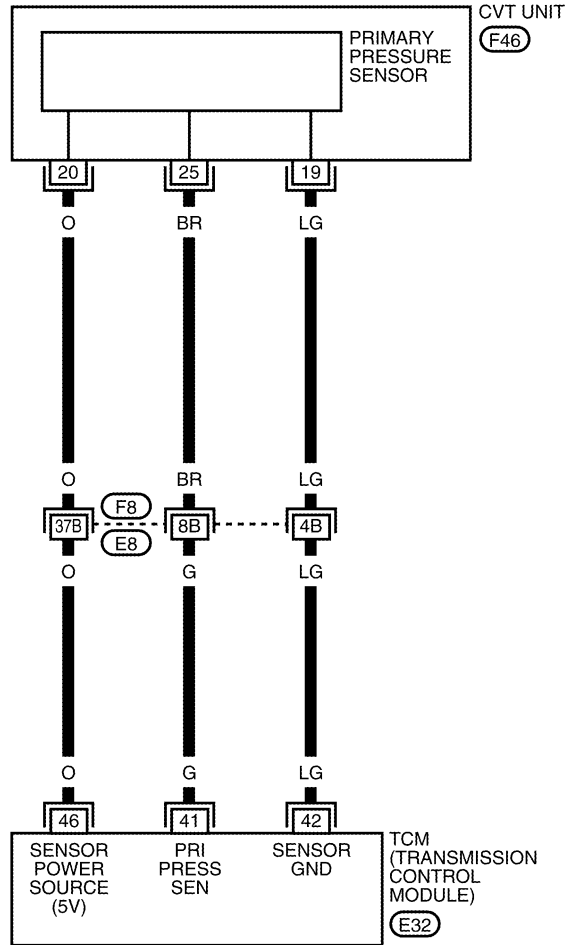 CVT UNIT
F46
PRIMARY
PRESSURE
SENSOR
20 25 19
O BR LG
O BR LG
F8
37B 8B 4B
E8
O G LG
O G LG
46 41 42
SENSOR
POWER
SOURCE
(5V)
PRI
PRESS
SEN
SENSOR
GND
TCM
(TRANSMISSION
CONTROL
MODULE)
E32